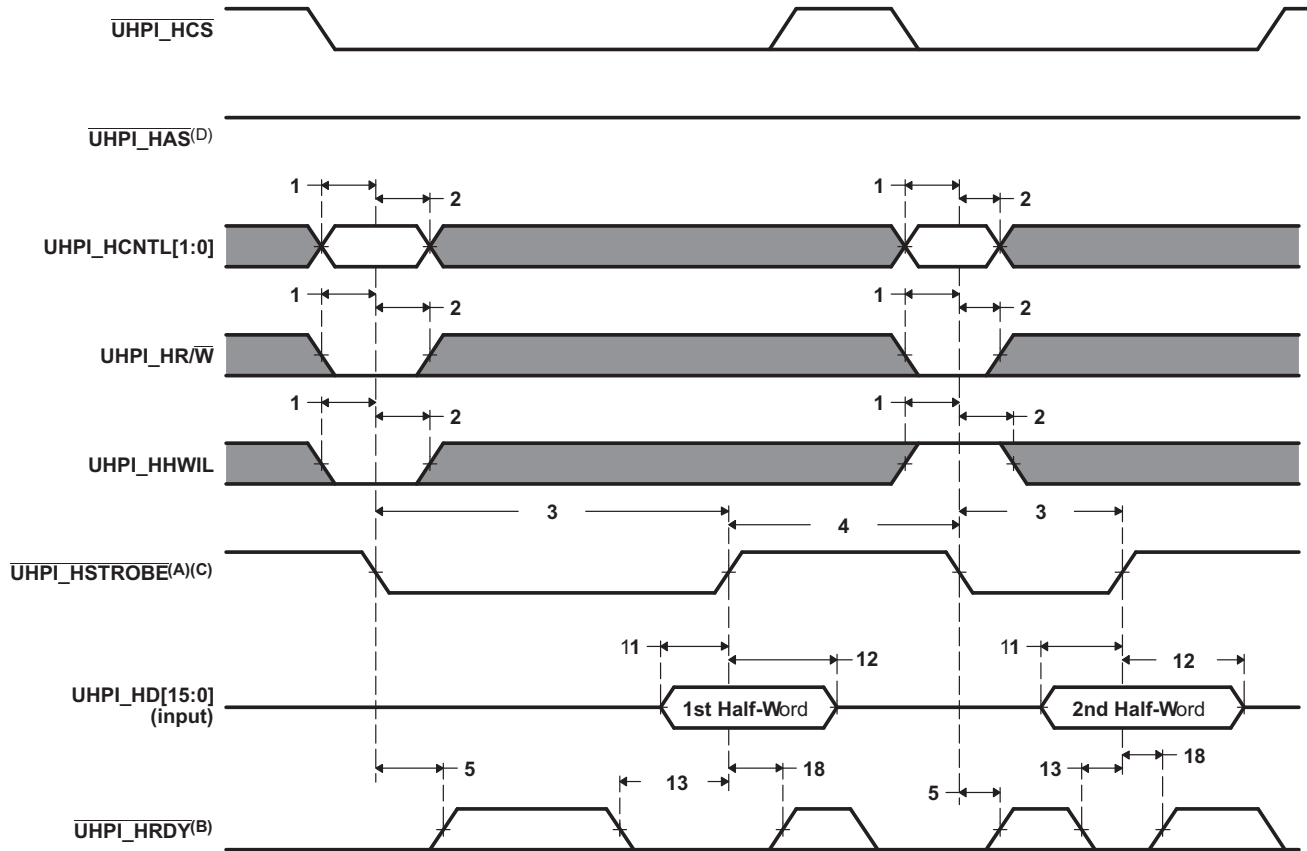 UHPI_HCS
UHPI_HAS(D)
1
2
1
2
UHPI_HCNTL[1:0]
1
2
1
2
UHPI_HR/W
1
2
1
2
UHPI_HHWIL
3
4
3
UHPI_HSTROBE(A)(C)
11
12
11
12
UHPI_HD[15:0]
(input)
1st Half-Word
2nd Half-Word
5
13
18
5
13
18
UHPI_HRDY(B)